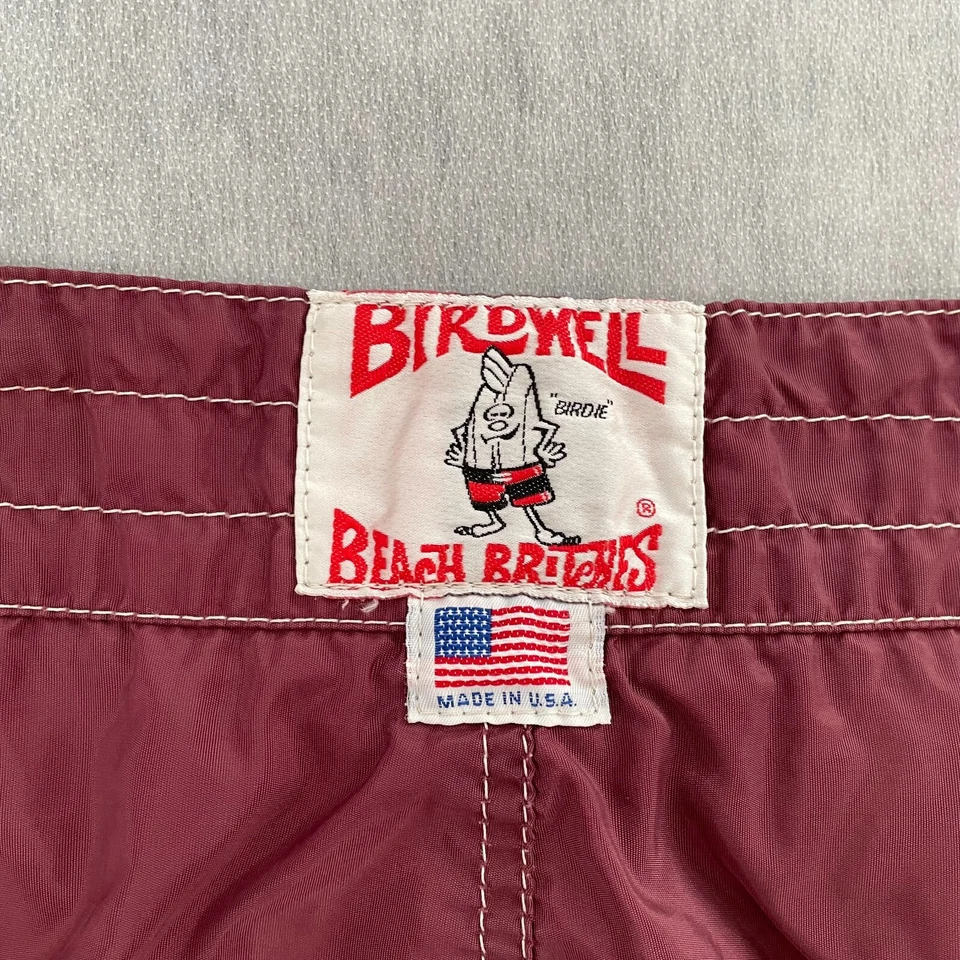 BIRDWELL
"BIRDIE"
®
BEACH BRITCHES
MADE IN U.S.A.